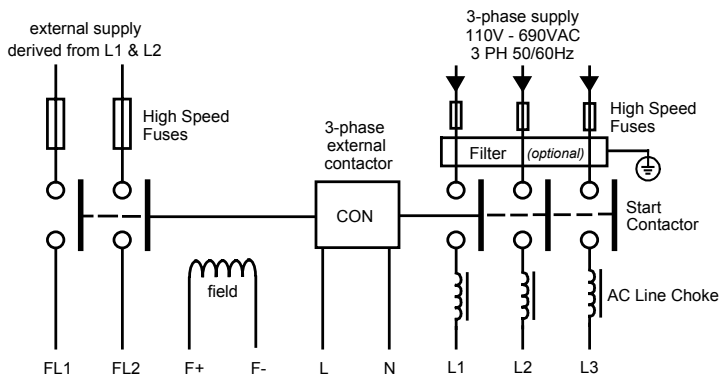 external supply
derived from L1 & L2
3-phase supply
110V - 690VAC
3 PH 50/60Hz
High Speed
Fuses
3-phase
external
contactor
High Speed
Fuses
Filter (optional)
CON
Start
Contactor
field
AC Line Choke
FL1 FL2 F+ F- L N L1 L2 L3